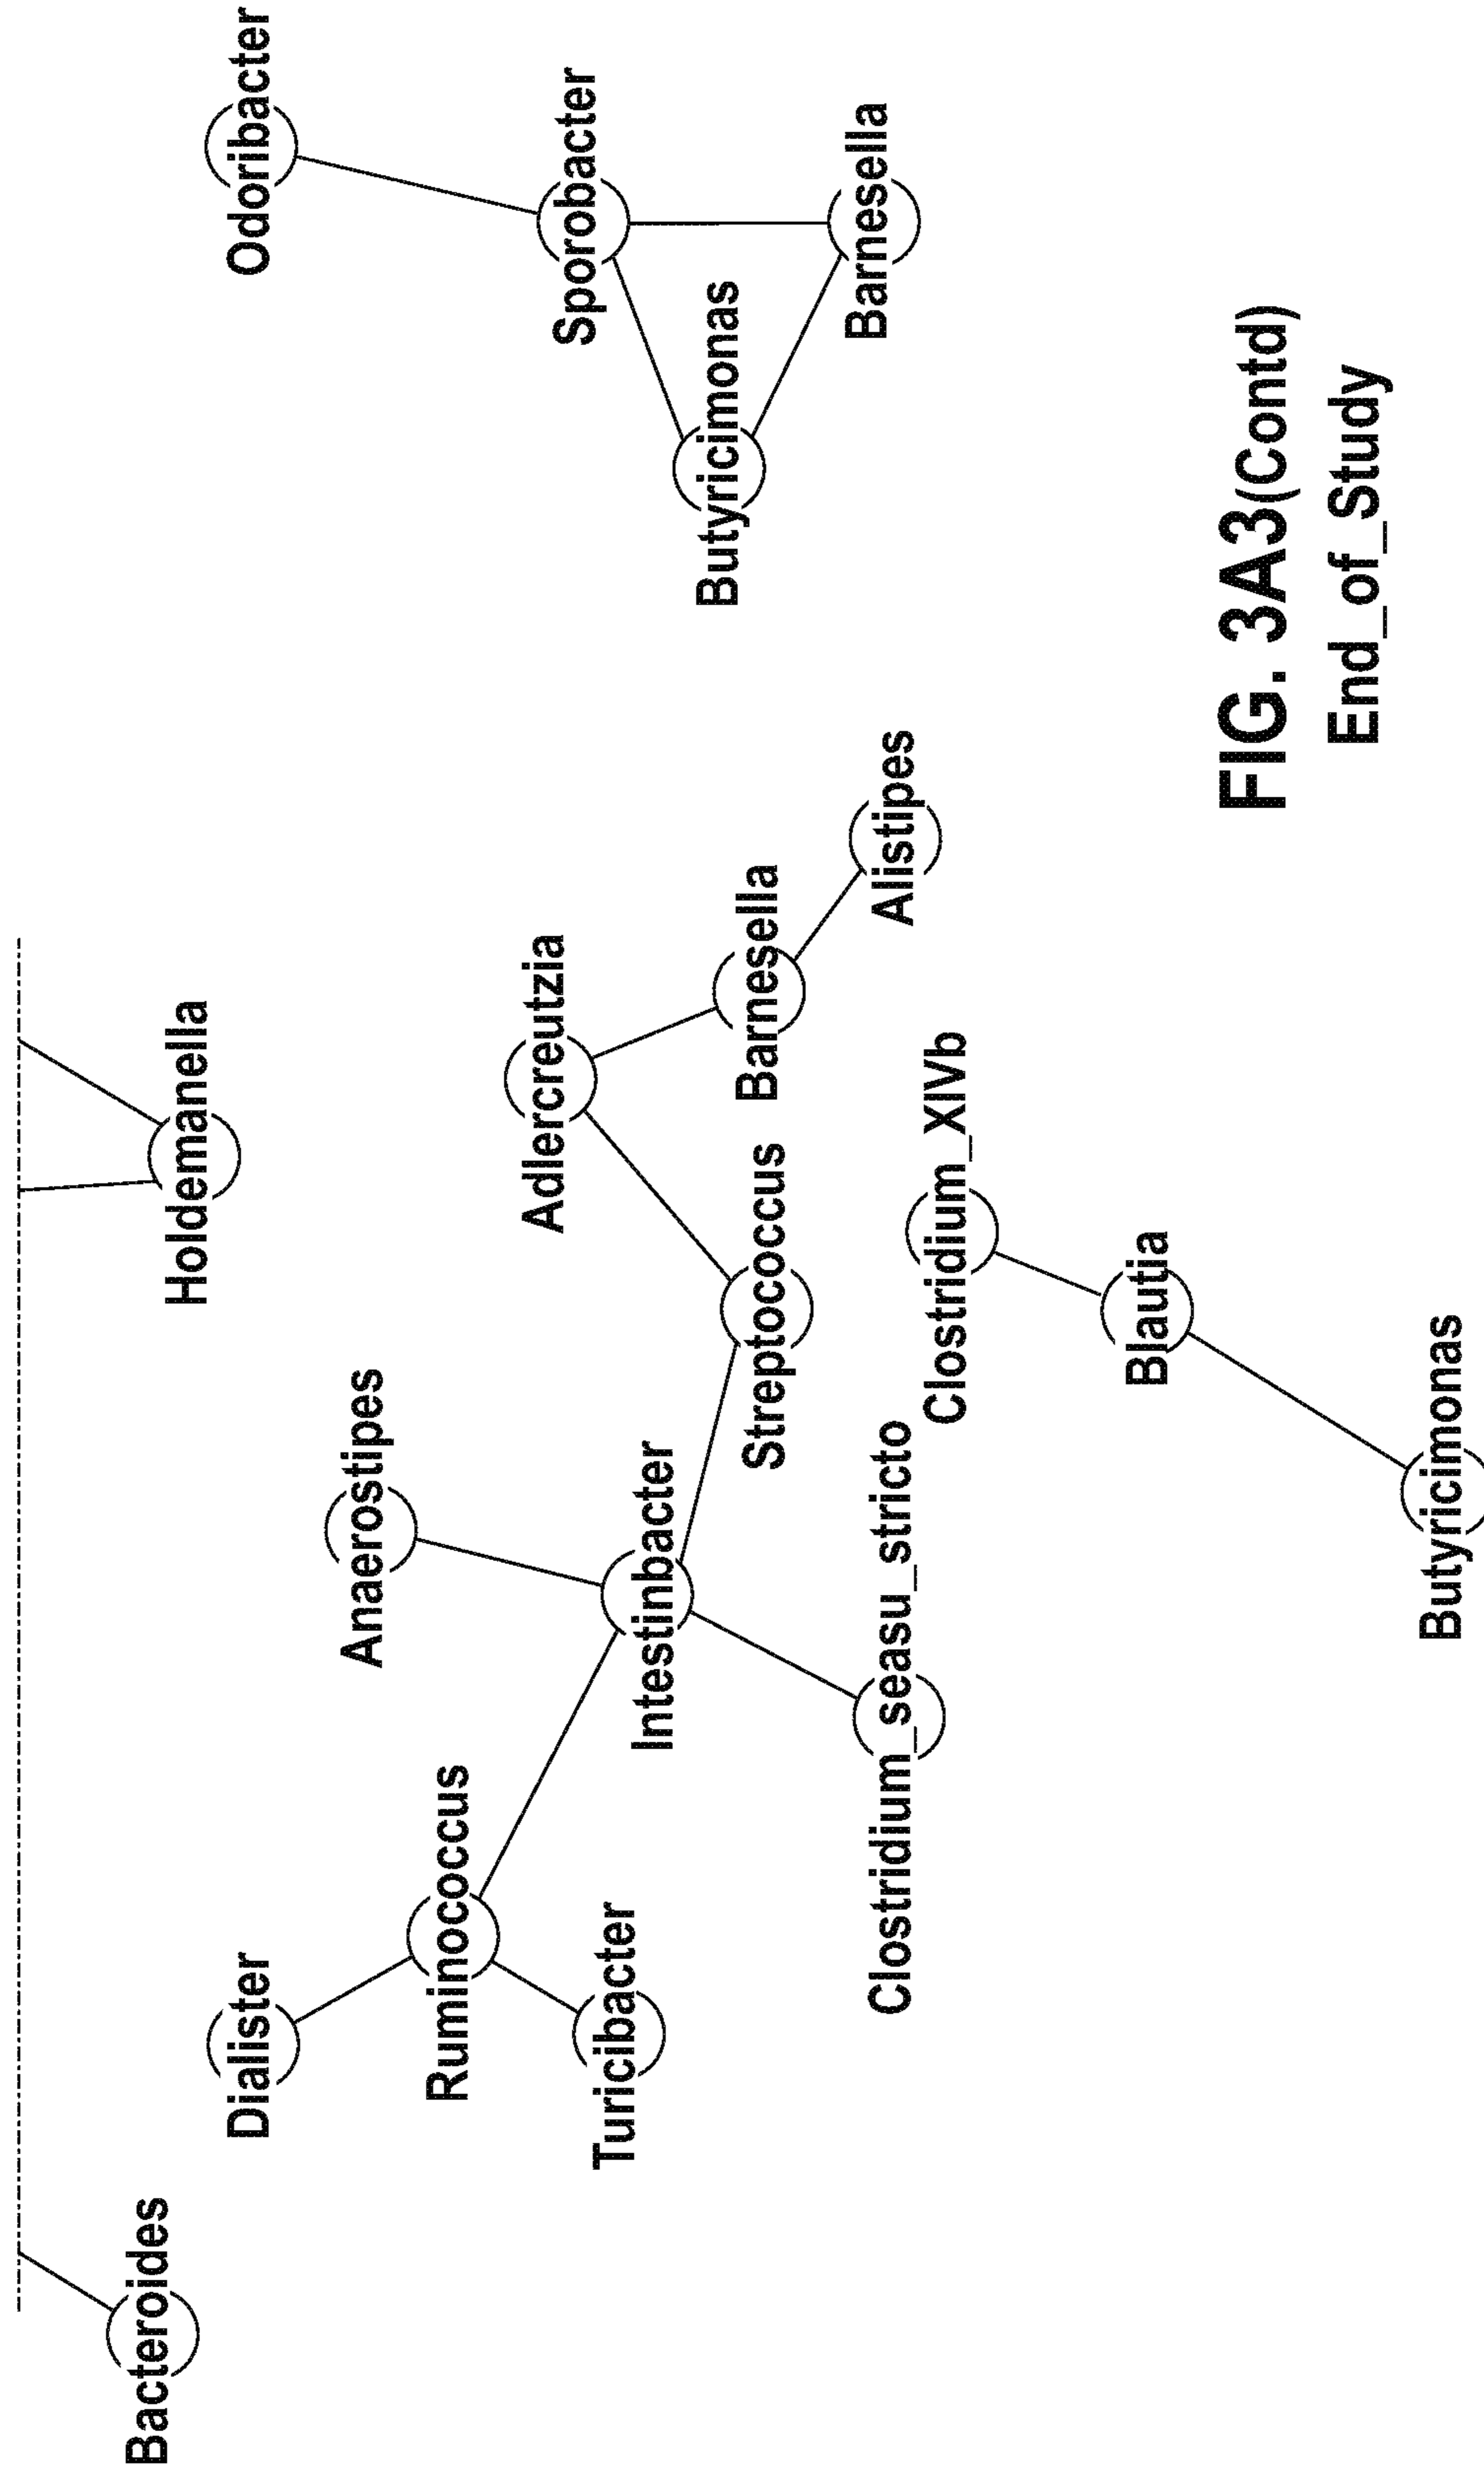 Bacteroides
Holdemanella
Dialister
Odoribacter
Anaerostipes
Ruminococcus
Adlercreutzia
Sporobacter
Turicibacter
Intestinbacter
Butyricimonas
Barnesella
Streptococcus
Barnesella
Clostridium_seasu_stricto
Alistipes
Clostridium_XIVb
Blautia
Butyricimonas
FIG. 3A3(Contd)
End_of_Study